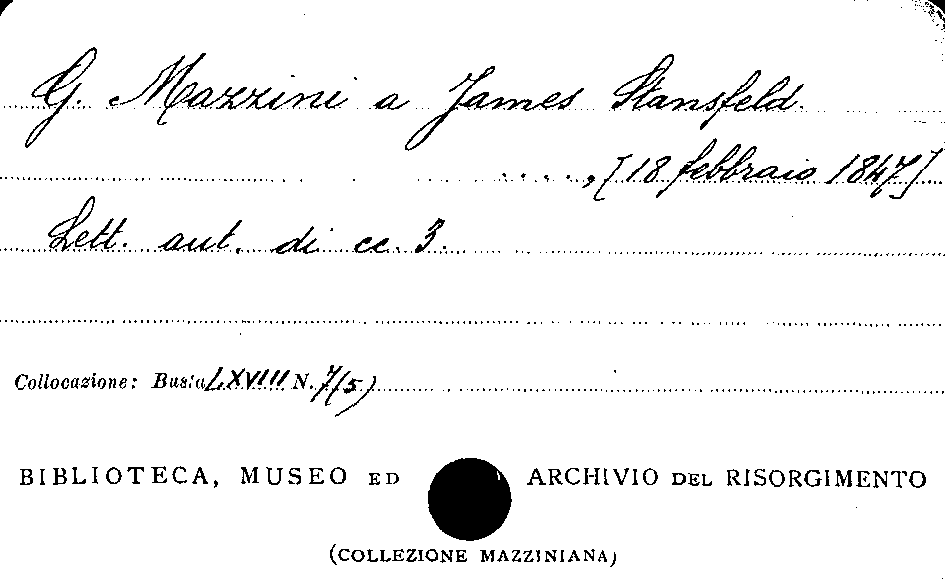 G. Mazzini a James Stansfeld.
...., [18 febbraio 1847]
Lett. aut. di cc. 3.
Collocazione: Busta LXVIII N. 7(5)
BIBLIOTECA, MUSEO ED ARCHIVIO DEL RISORGIMENTO
(COLLEZIONE MAZZINIANA)